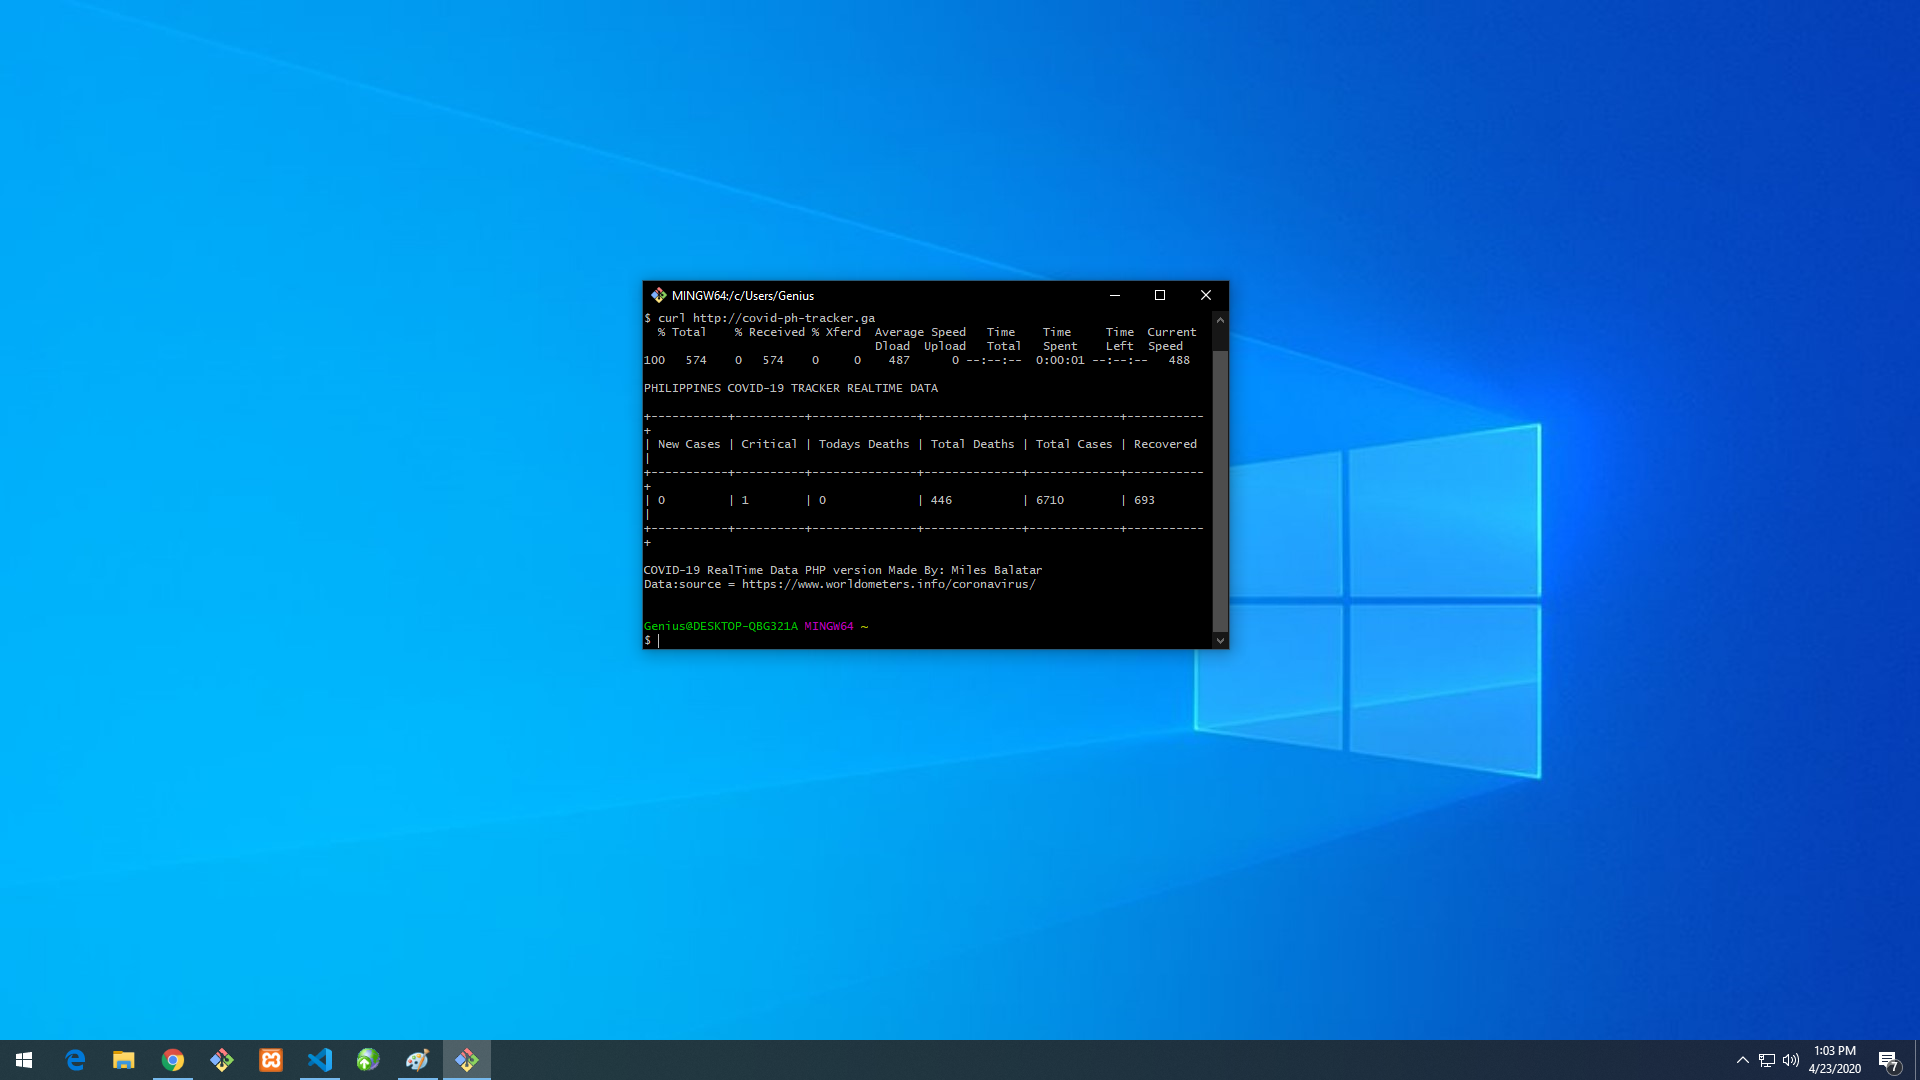 MINGW64:/c/Users/Genius
$ curl http://covid-ph-tracker.ga
  % Total    % Received % Xferd  Average Speed   Time    Time     Time  Current
                                 Dload  Upload   Total   Spent    Left  Speed
100   574    0   574    0     0    487      0 --:--:--  0:00:01 --:--:--   488
PHILIPPINES COVID-19 TRACKER REALTIME DATA
+-----------+----------+---------------+--------------+-------------+-----------
+
| New Cases | Critical | Todays Deaths | Total Deaths | Total Cases | Recovered
|
+-----------+----------+---------------+--------------+-------------+-----------
+
| 0         | 1        | 0             | 446          | 6710        | 693
|
+-----------+----------+---------------+--------------+-------------+-----------
+
COVID-19 RealTime Data PHP version Made By: Miles Balatar
Data:source = https://www.worldometers.info/coronavirus/
Genius@DESKTOP-QBG321A MINGW64 ~
$
1:03 PM
4/23/2020
7